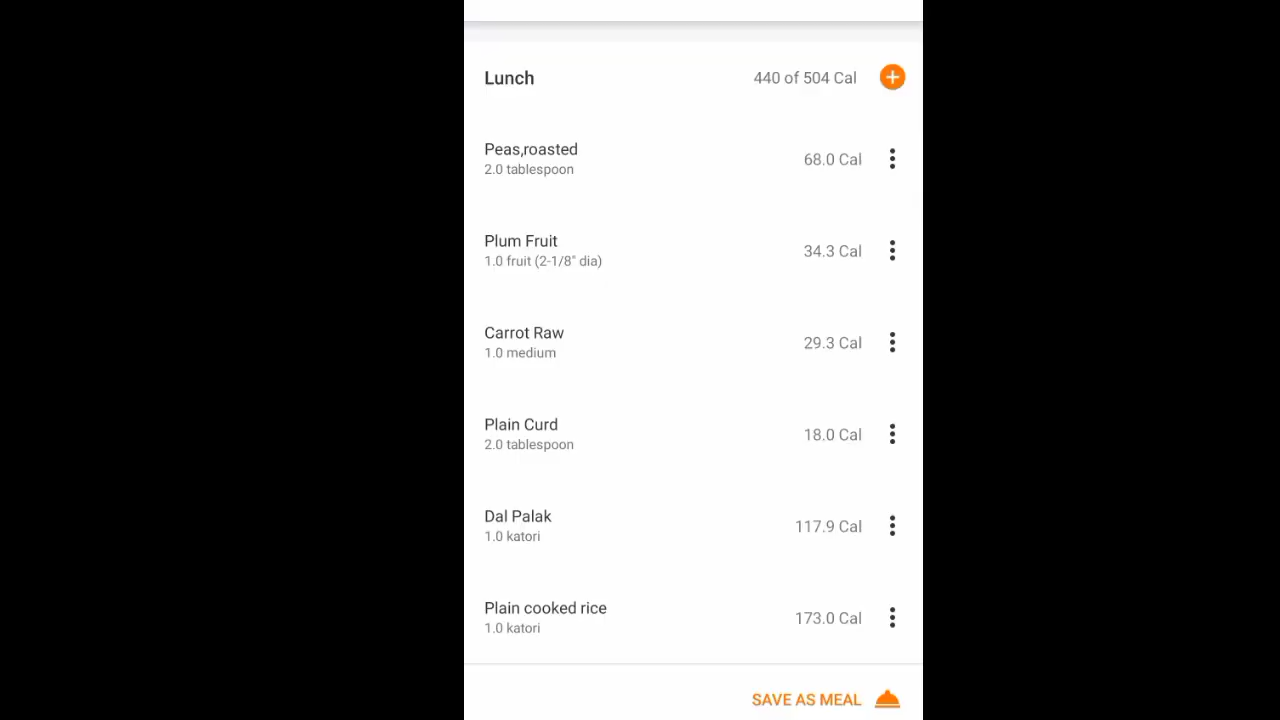 Lunch 440 of 504 Cal
Peas,roasted
2.0 tablespoon
68.0 Cal
Plum Fruit
1.0 fruit (2-1/8" dia)
34.3 Cal
Carrot Raw
1.0 medium
29.3 Cal
Plain Curd
2.0 tablespoon
18.0 Cal
Dal Palak
1.0 katori
117.9 Cal
Plain cooked rice
1.0 katori
173.0 Cal
SAVE AS MEAL